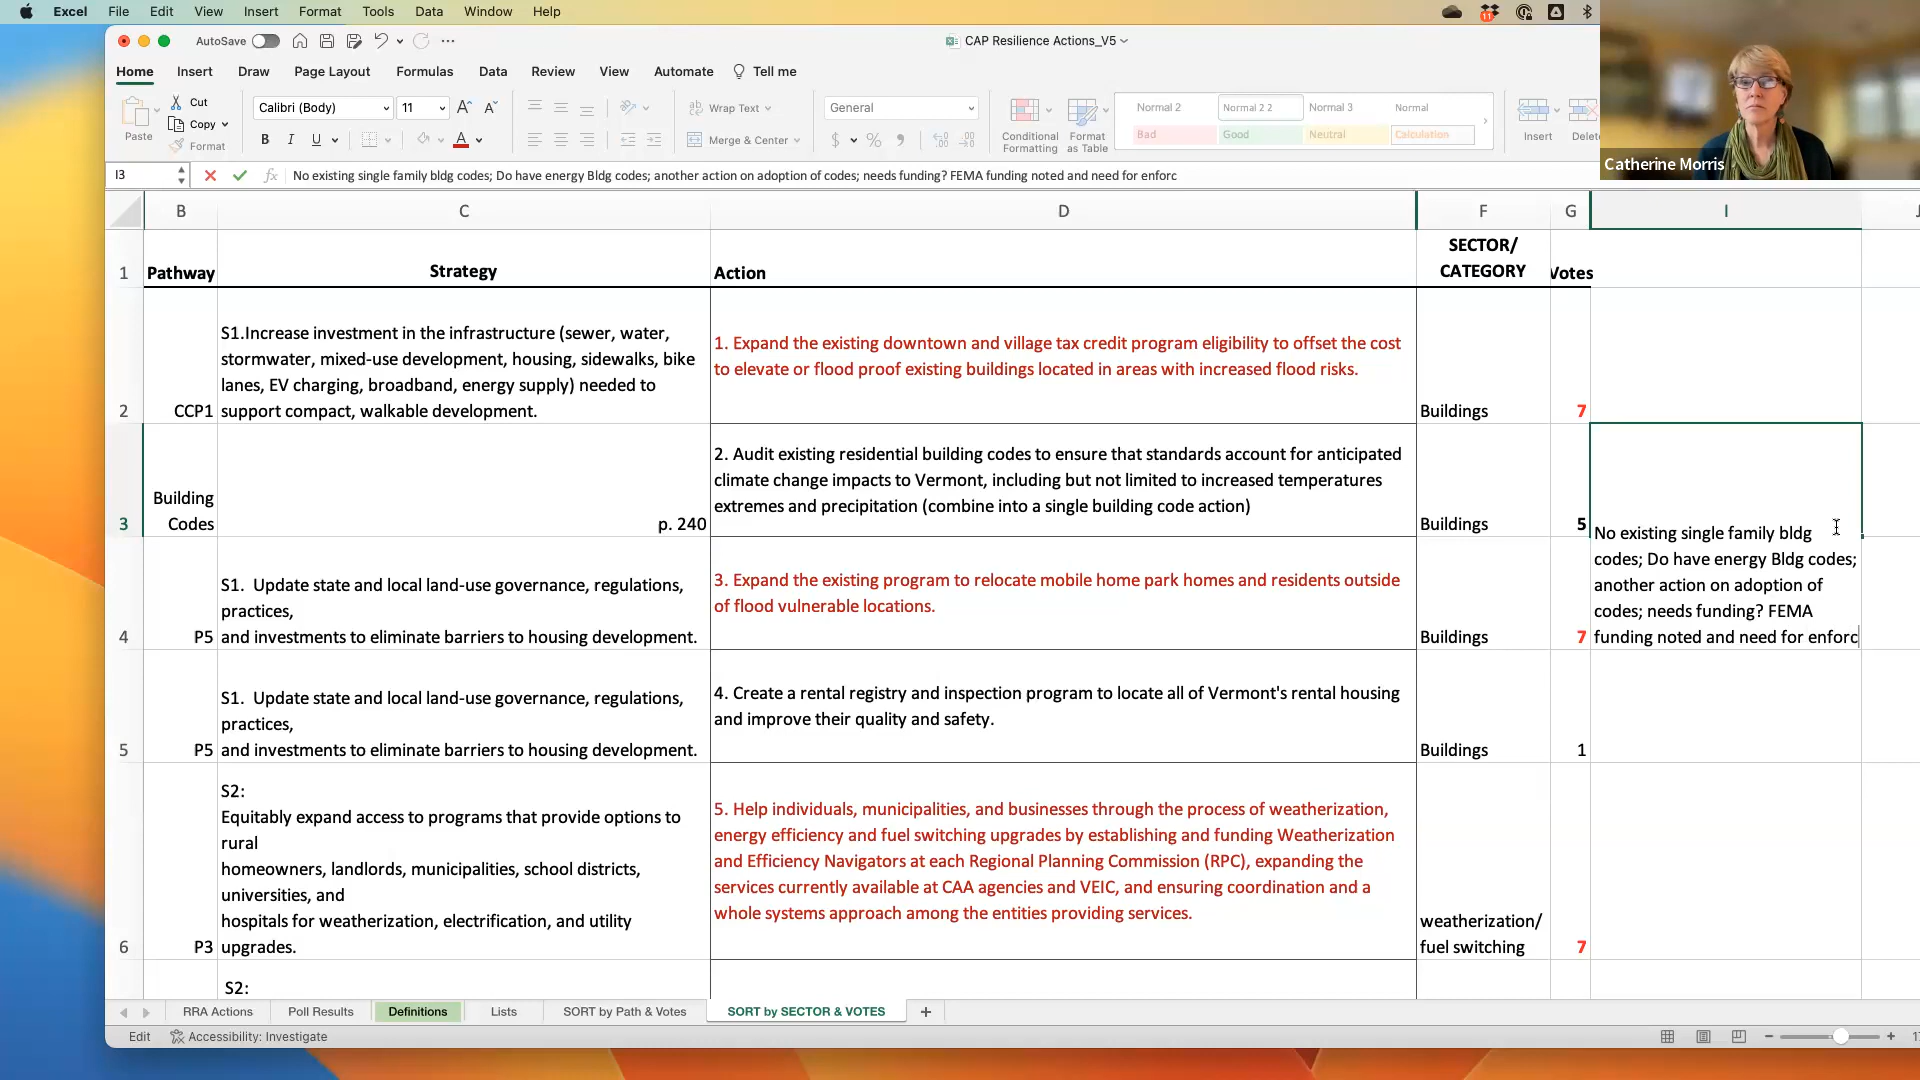 Excel File Edit View Insert Format Tools Data Window Help
11
AutoSave
CAP Resilience Actions_V5
Home Insert Draw Page Layout Formulas Data Review View Automate Tell me
Paste
Cut
Copy
Format
Calibri (Body) 11
B I U
Wrap Text
Merge & Center
General
$ %
Conditional Formatting
Format as Table
Normal 2 Normal 2 2 Normal 3 Normal
Bad Good Neutral Calculation
Insert
Catherine Morris
I3 fx No existing single family bldg codes; Do have energy Bldg codes; another action on adoption of codes; needs funding? FEMA funding noted and need for enforc
B C D F G I
1 Pathway Strategy Action SECTOR/ CATEGORY Votes
2 CCP1
S1.Increase investment in the infrastructure (sewer, water,
stormwater, mixed-use development, housing, sidewalks, bike
lanes, EV charging, broadband, energy supply) needed to
support compact, walkable development.
1. Expand the existing downtown and village tax credit program eligibility to offset the cost
to elevate or flood proof existing buildings located in areas with increased flood risks.
Buildings 7
3 Building Codes
p. 240
2. Audit existing residential building codes to ensure that standards account for anticipated
climate change impacts to Vermont, including but not limited to increased temperatures
extremes and precipitation (combine into a single building code action)
Buildings 5
No existing single family bldg
codes; Do have energy Bldg codes;
another action on adoption of
codes; needs funding? FEMA
funding noted and need for enforc
4 P5
S1. Update state and local land-use governance, regulations,
practices,
and investments to eliminate barriers to housing development.
3. Expand the existing program to relocate mobile home park homes and residents outside
of flood vulnerable locations.
Buildings 7
5 P5
S1. Update state and local land-use governance, regulations,
practices,
and investments to eliminate barriers to housing development.
4. Create a rental registry and inspection program to locate all of Vermont's rental housing
and improve their quality and safety.
Buildings 1
6 P3
S2:
Equitably expand access to programs that provide options to
rural
homeowners, landlords, municipalities, school districts,
universities, and
hospitals for weatherization, electrification, and utility
upgrades.
5. Help individuals, municipalities, and businesses through the process of weatherization,
energy efficiency and fuel switching upgrades by establishing and funding Weatherization
and Efficiency Navigators at each Regional Planning Commission (RPC), expanding the
services currently available at CAA agencies and VEIC, and ensuring coordination and a
whole systems approach among the entities providing services.
weatherization/
fuel switching 7
S2:
RRA Actions Poll Results Definitions Lists SORT by Path & Votes SORT by SECTOR & VOTES +
Edit Accessibility: Investigate